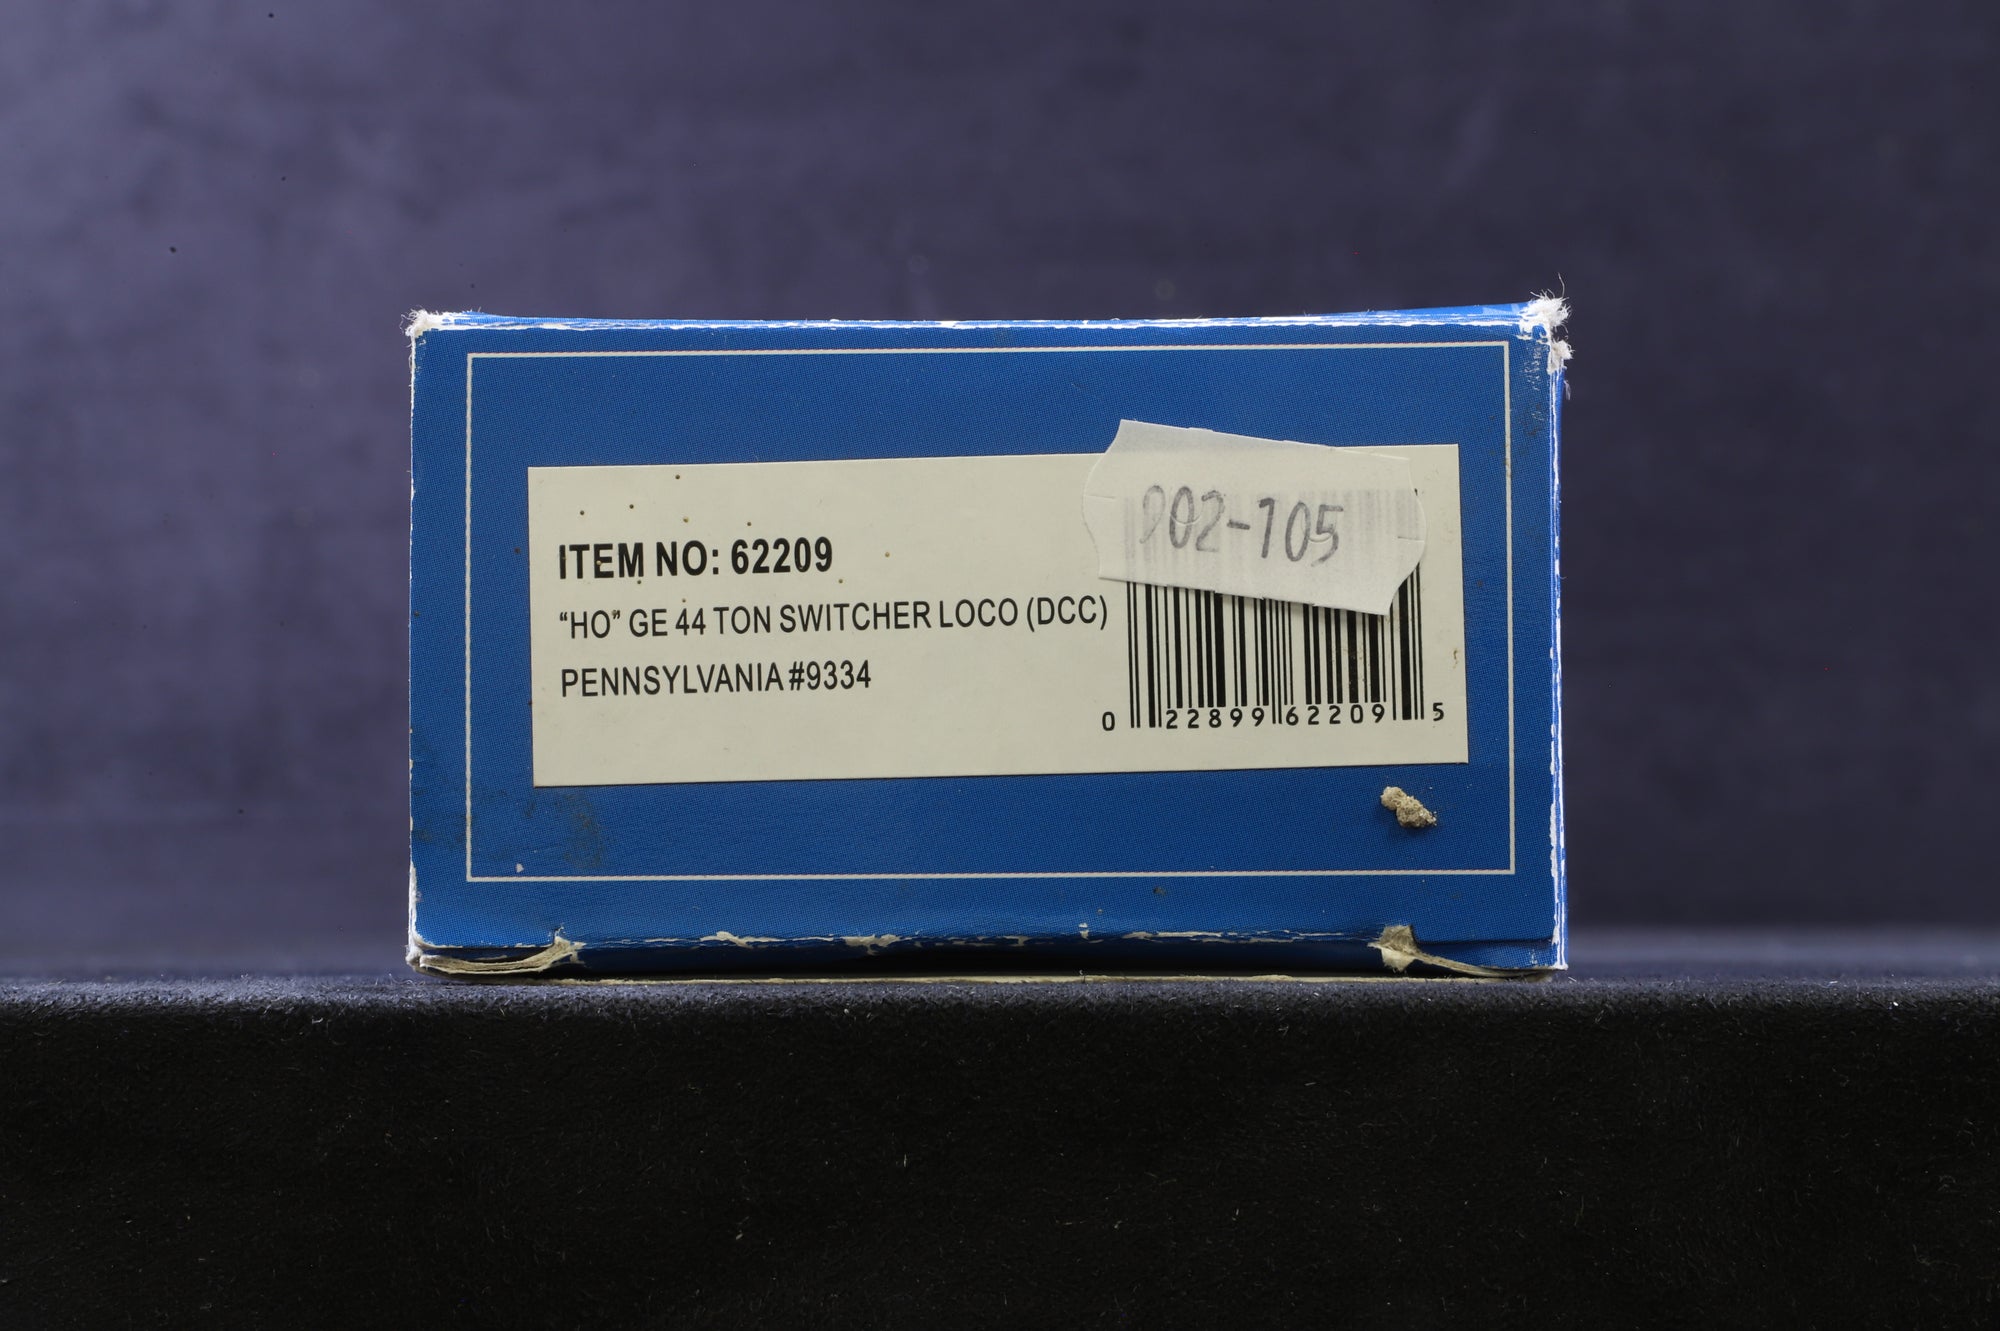 902-105
ITEM NO: 62209
“HO” GE 44 TON SWITCHER LOCO (DCC)
PENNSYLVANIA #9334
0 22899 62209 5